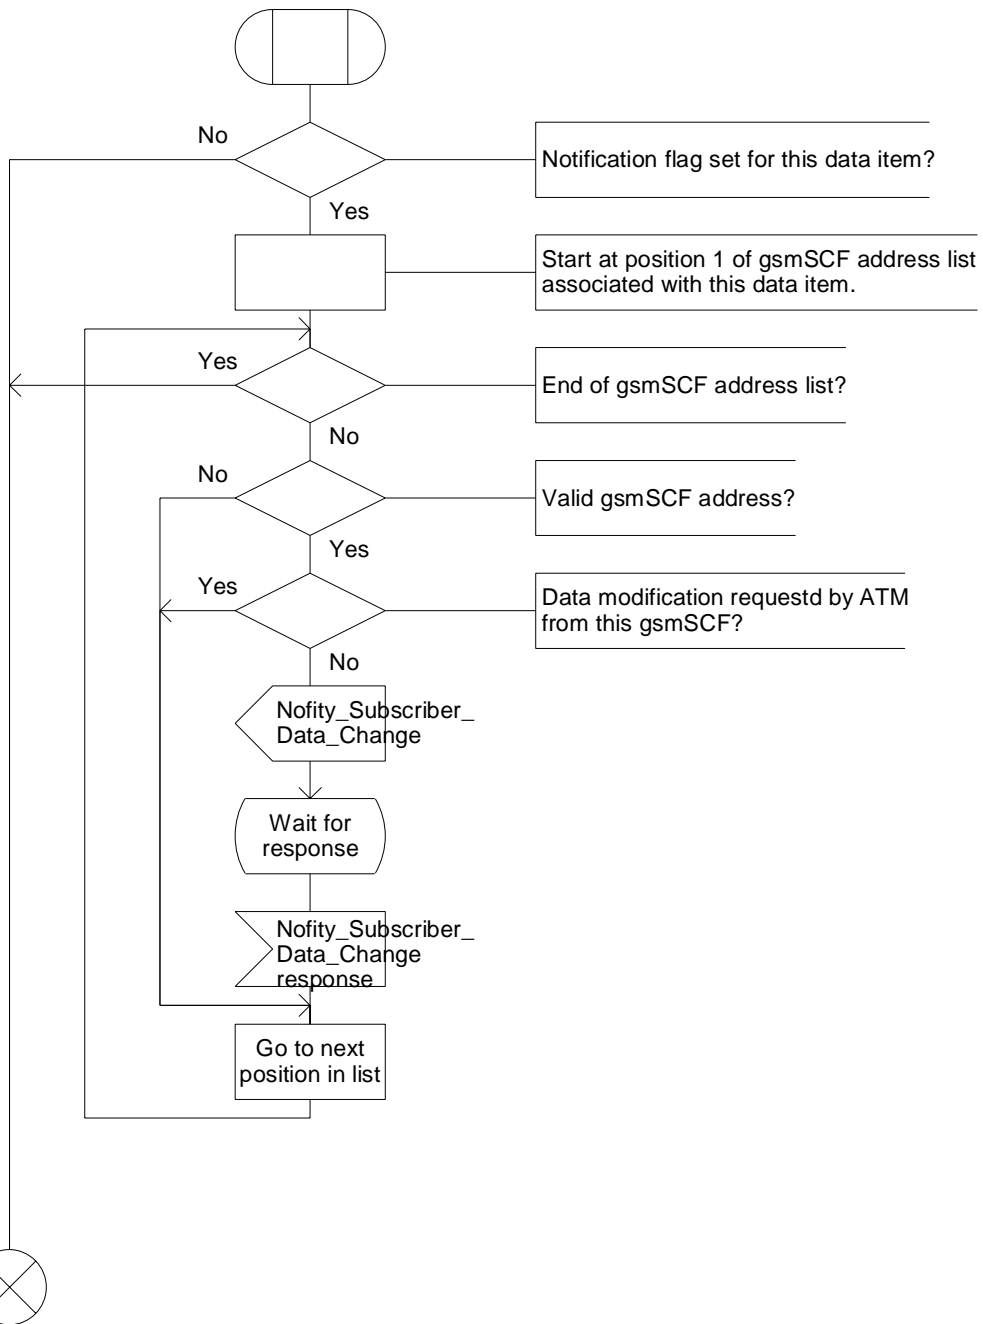 No
Notification flag set for this data item?
Yes
Start at position 1 of gsmSCF address list
associated with this data item.
Yes
End of gsmSCF address list?
No
No
Valid gsmSCF address?
Yes
Yes
Data modification requestd by ATM
from this gsmSCF?
No
Nofity_Subscriber_
Data_Change
Wait for
response
Nofity_Subscriber_
Data_Change
response
Go to next
position in list